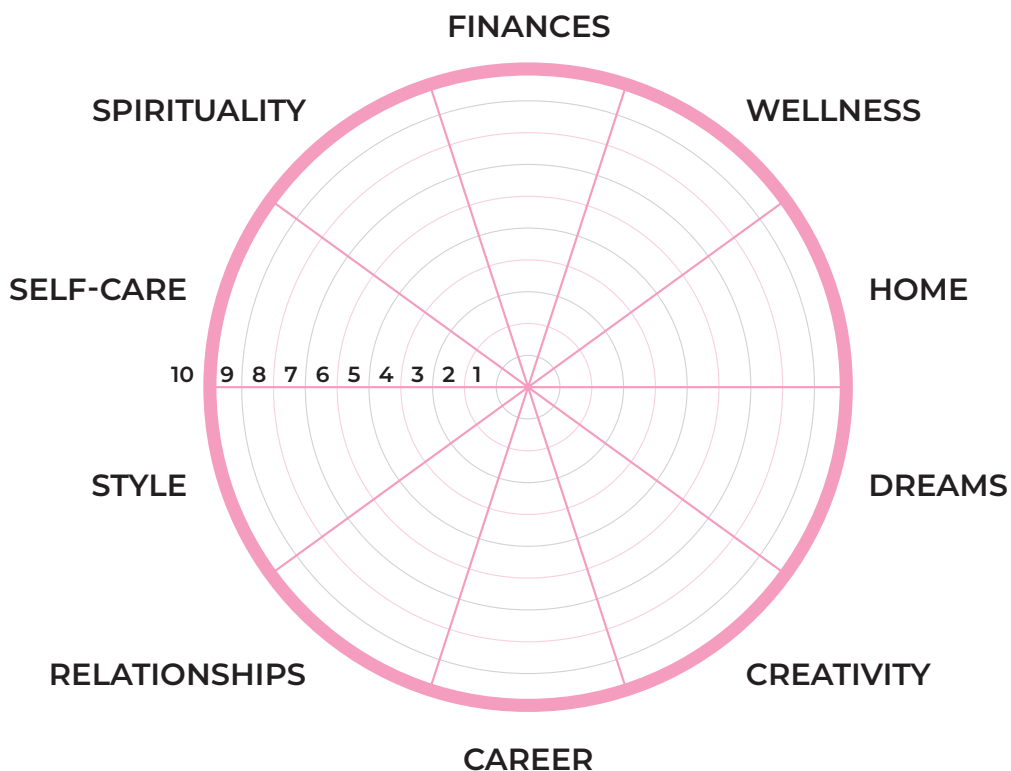 FINANCES
SPIRITUALITY
WELLNESS
SELF-CARE
HOME
10 9 8 7 6 5 4 3 2 1
STYLE
DREAMS
RELATIONSHIPS
CREATIVITY
CAREER